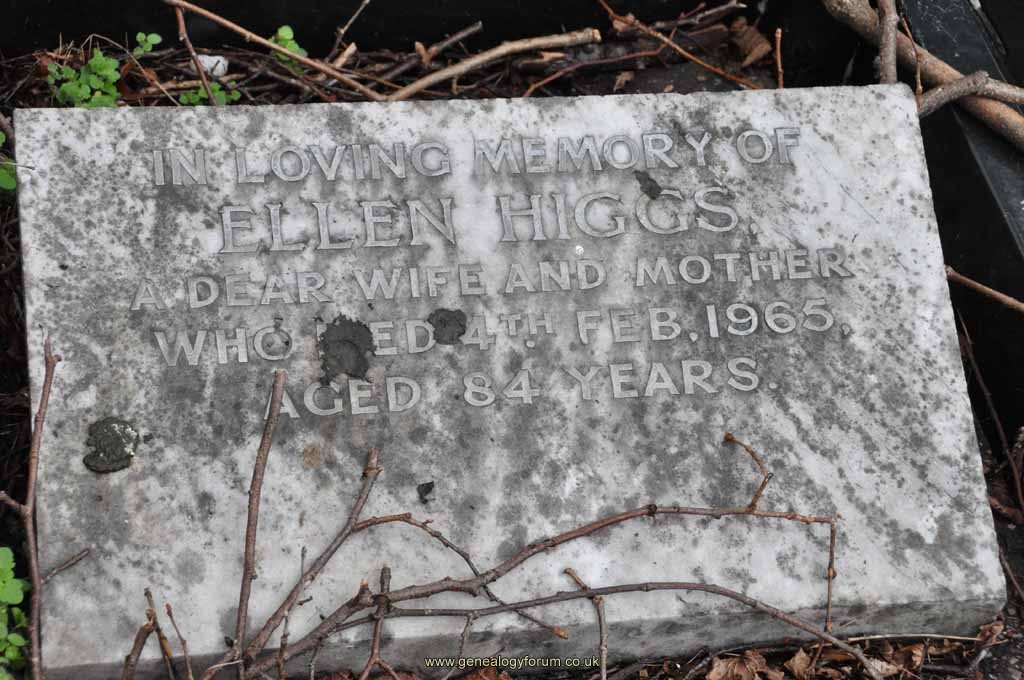 IN LOVING MEMORY OF
ELLEN HIGGS.
A DEAR WIFE AND MOTHER
WHO DIED 4TH. FEB. 1965,
AGED 84 YEARS.
www.genealogyforum.co.uk